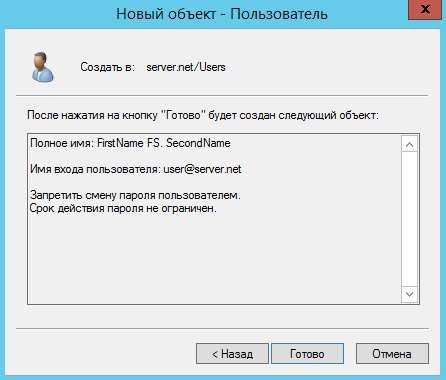 Новый объект - Пользователь
x
Создать в: server.net/Users
После нажатия на кнопку "Готово" будет создан следующий объект:
Полное имя: FirstName FS. SecondName
Имя входа пользователя: user@server.net
Запретить смену пароля пользователем.
Срок действия пароля не ограничен.
< Назад Готово Отмена